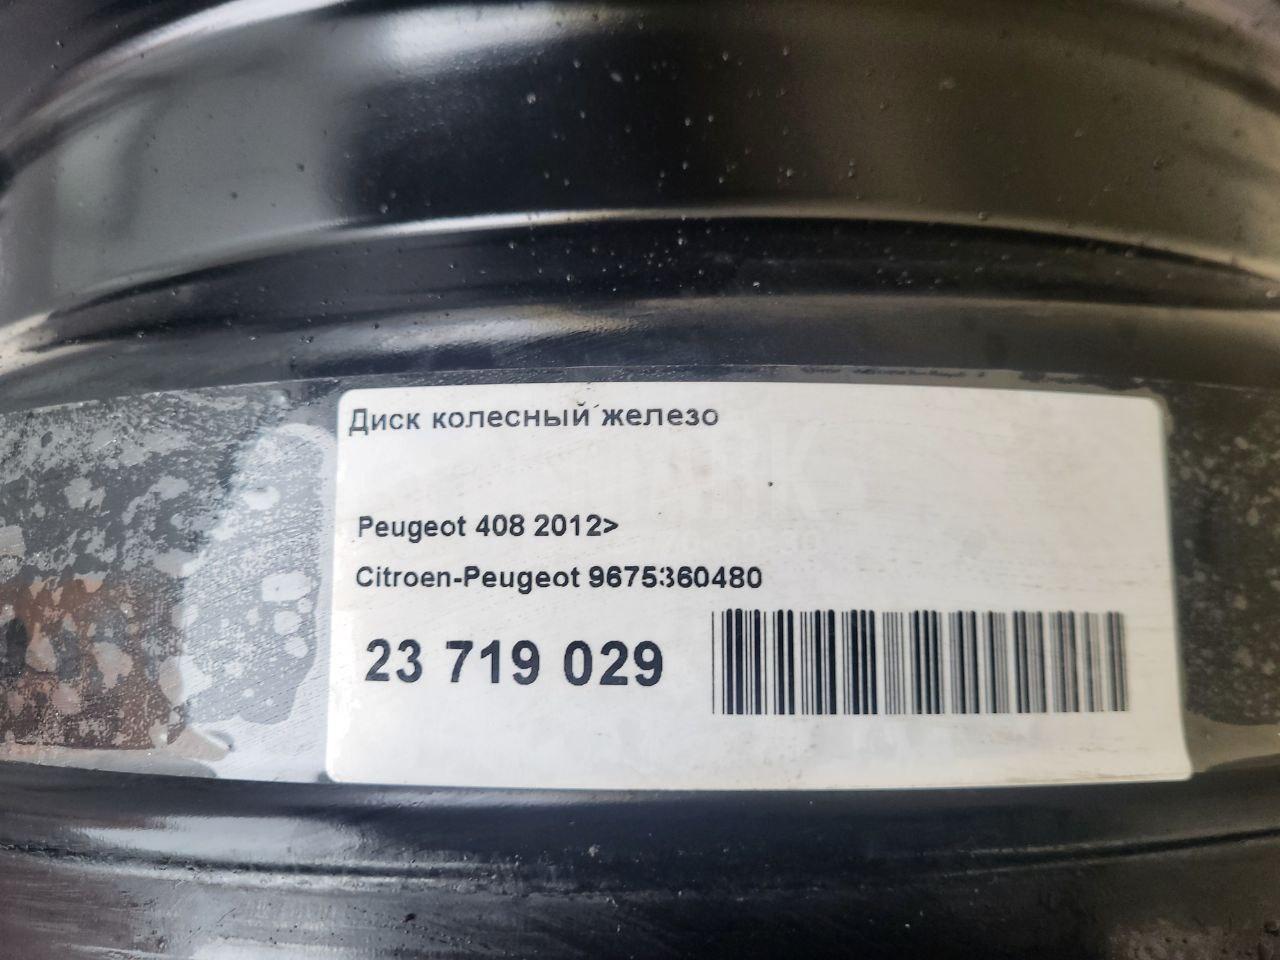 Диск колесный железо
Peugeot 408 2012>
Citroen-Peugeot 9675360480
23 719 029